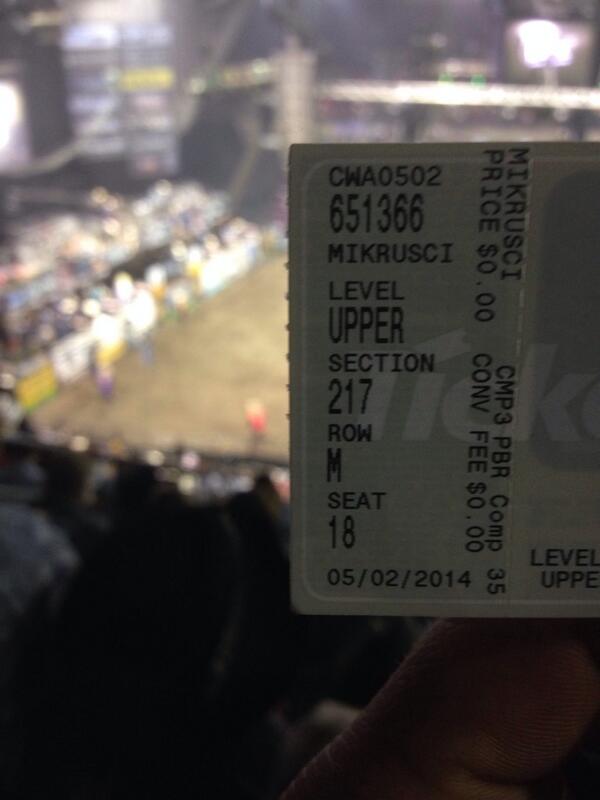 CWA0502
651366
MIKRUSCI
LEVEL
UPPER
SECTION
217
ROW
M
SEAT
18
05/02/2014
MIKRUSCI
PRICE $0.00
CMP3 PBR Comp 35
CONV FEE $0.00
Ticke
LEVEL
UPPE